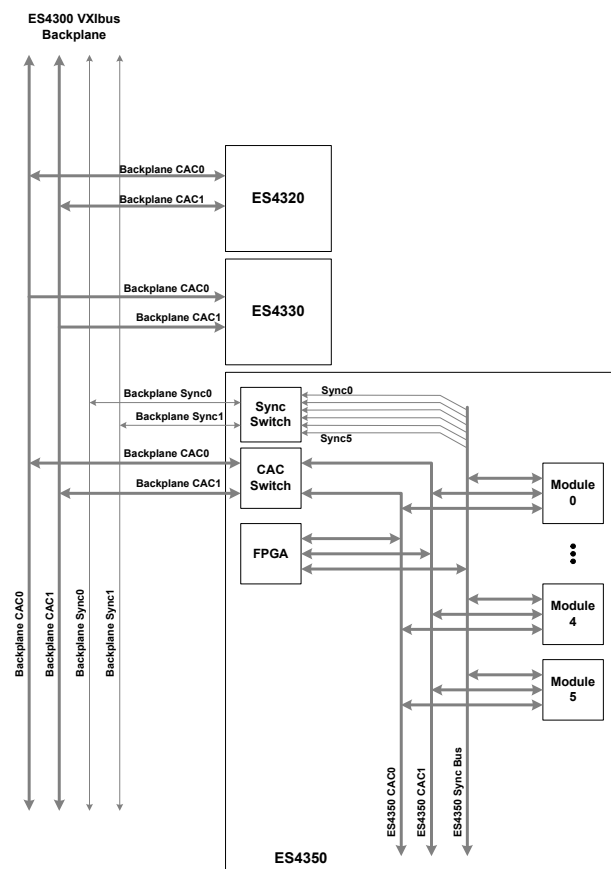 ES4300 VXIbus
Backplane
Backplane CAC0
Backplane CAC1
ES4320
Backplane CAC0
Backplane CAC1
ES4330
Backplane Sync0
Backplane Sync1
Sync
Switch
Sync0
Sync5
Backplane CAC0
Backplane CAC1
CAC
Switch
FPGA
Module
0
Module
4
Module
5
Backplane CAC0
Backplane CAC1
Backplane Sync0
Backplane Sync1
ES4350 CAC0
ES4350 CAC1
ES4350 Sync Bus
ES4350